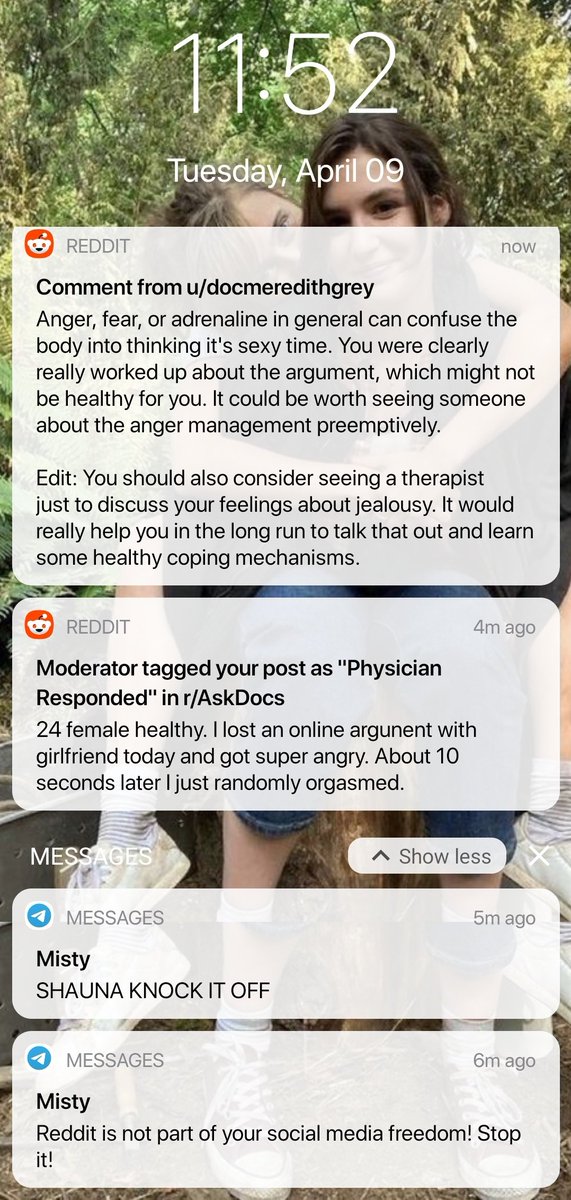 11:52
Tuesday, April 09
REDDIT now
Comment from u/docmeredithgrey
Anger, fear, or adrenaline in general can confuse the
body into thinking it's sexy time. You were clearly
really worked up about the argument, which might not
be healthy for you. It could be worth seeing someone
about the anger management preemptively.
Edit: You should also consider seeing a therapist
just to discuss your feelings about jealousy. It would
really help you in the long run to talk that out and learn
some healthy coping mechanisms.
REDDIT 4m ago
Moderator tagged your post as "Physician
Responded" in r/AskDocs
24 female healthy. I lost an online argunent with
girlfriend today and got super angry. About 10
seconds later I just randomly orgasmed.
MESSAGES Show less
MESSAGES 5m ago
Misty
SHAUNA KNOCK IT OFF
MESSAGES 6m ago
Misty
Reddit is not part of your social media freedom! Stop
it!